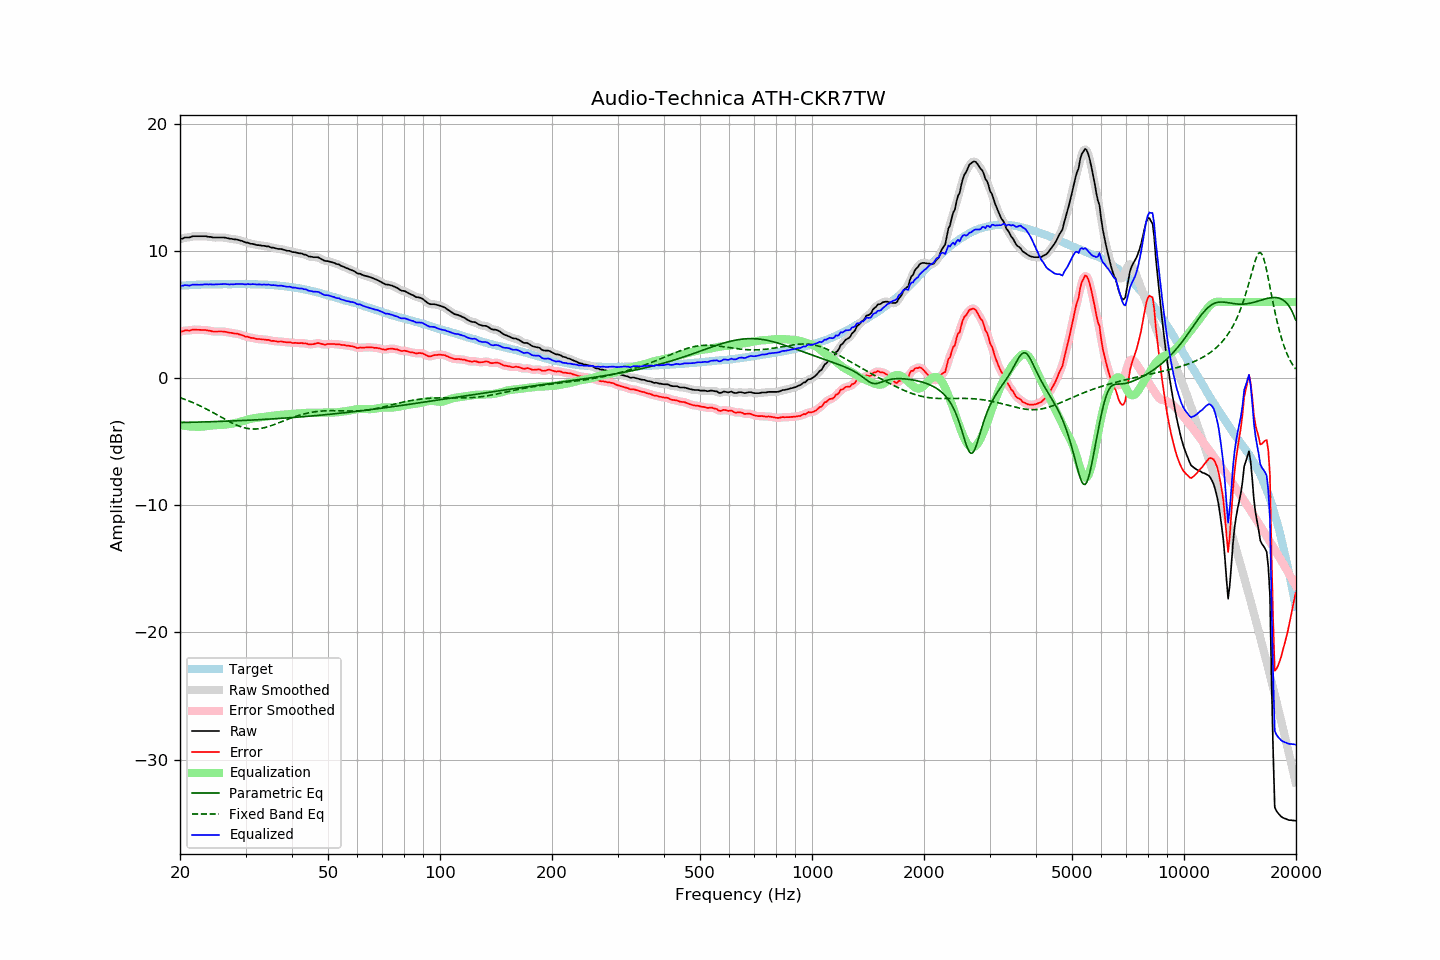 Audio-Technica ATH-CKR7TW
20
10
0
−10
−20
−30
Amplitude (dBr)
Target
Raw Smoothed
Error Smoothed
Raw
Error
Equalization
Parametric Eq
Fixed Band Eq
Equalized
20 50 100 200 500 1000 2000 5000 10000 20000
Frequency (Hz)